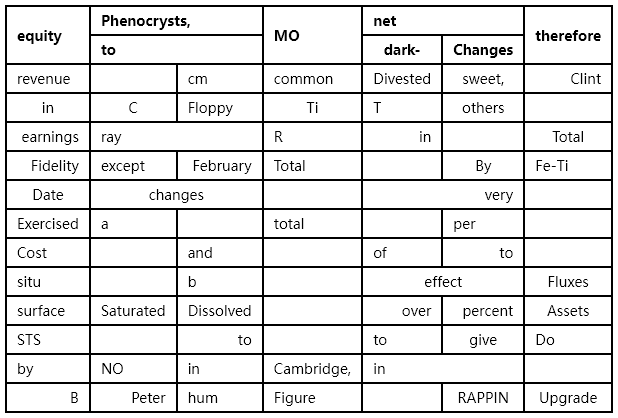 equity Phenocrysts, MO net therefore
to dark- Changes
revenue cm common Divested sweet, Clint
in C Floppy Ti T others
earnings ray R in Total
Fidelity except February Total By Fe-Ti
Date changes very
Exercised a total per
Cost and of to
situ b effect Fluxes
surface Saturated Dissolved over percent Assets
STS to to give Do
by NO in Cambridge, in
B Peter hum Figure RAPPIN Upgrade